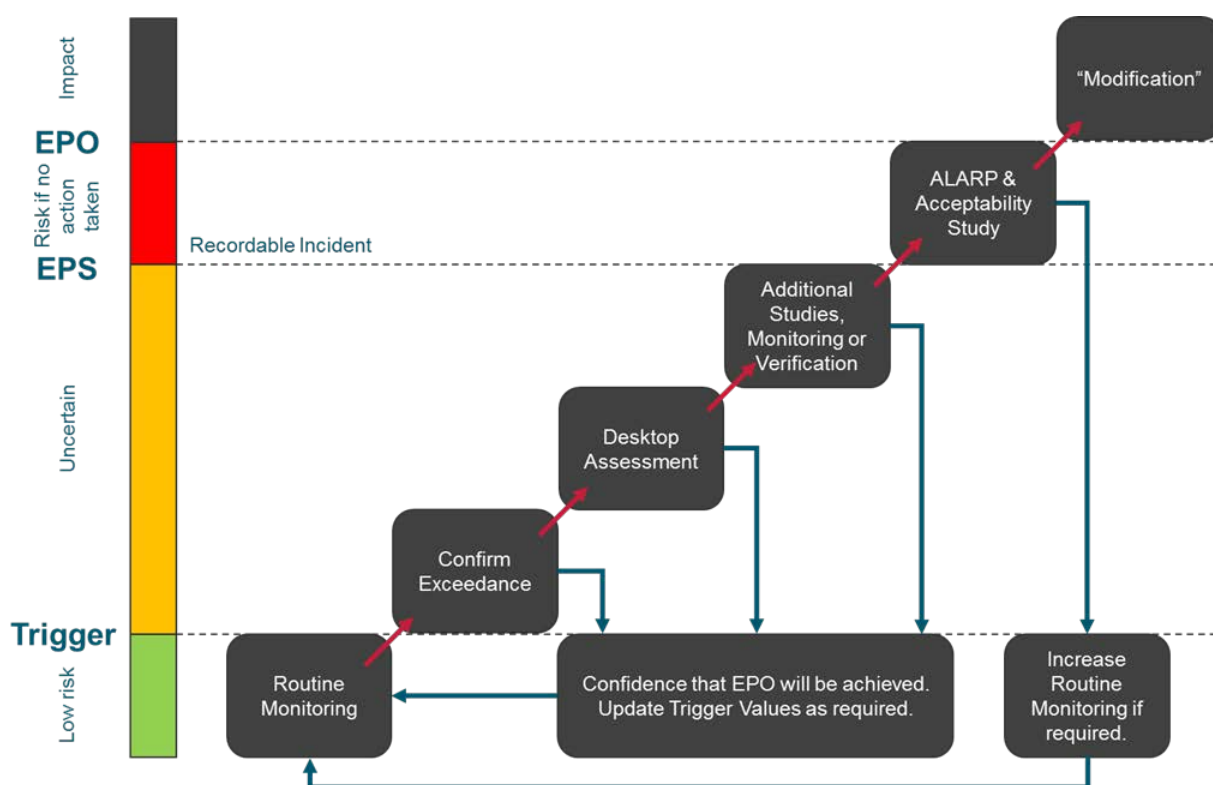 Impact
EPO
Risk if no
action
taken
Recordable Incident
EPS
Uncertain
Trigger
Low risk
“Modification”
ALARP &
Acceptability
Study
Additional
Studies,
Monitoring or
Verification
Desktop
Assessment
Confirm
Exceedance
Routine
Monitoring
Confidence that EPO will be achieved.
Update Trigger Values as required.
Increase
Routine
Monitoring if
required.